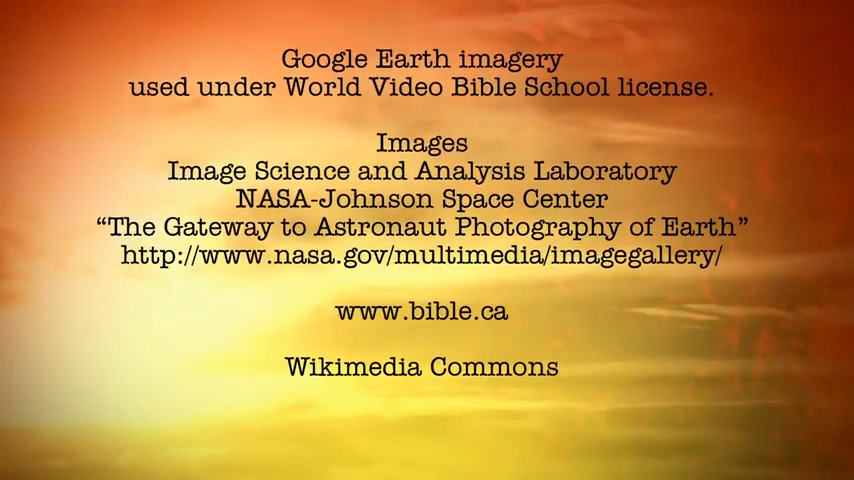 Google Earth imagery
used under World Video Bible School license.
Images
Image Science and Analysis Laboratory
NASA-Johnson Space Center
“The Gateway to Astronaut Photography of Earth”
http://www.nasa.gov/multimedia/imagegallery/
www.bible.ca
Wikimedia Commons